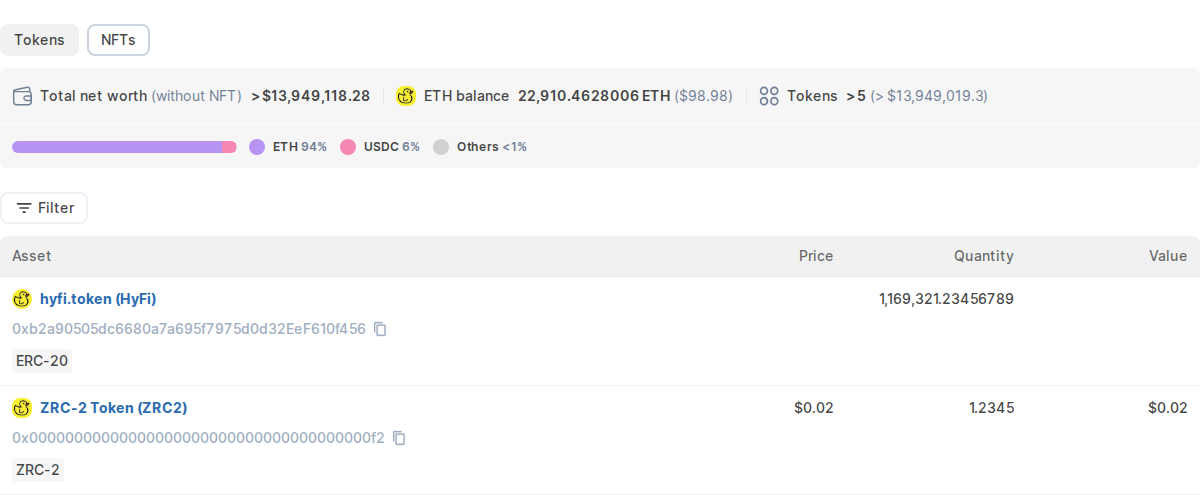 Tokens NFTs
Total net worth (without NFT) >$13,949,118.28 ETH balance 22,910.4628006 ETH ($98.98) Tokens >5 (> $13,949,019.3)
ETH 94% USDC 6% Others <1%
Filter
Asset Price Quantity Value
hyfi.token (HyFi) 1,169,321.23456789
0xb2a90505dc6680a7a695f7975d0d32EeF610f456
ERC-20
ZRC-2 Token (ZRC2) $0.02 1.2345 $0.02
0x00000000000000000000000000000000000000f2
ZRC-2